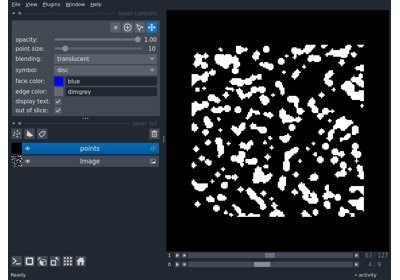 File View Plugins Window Help
layer controls
opacity: 1.00
point size: 10
blending: translucent
symbol: disc
face color: blue
edge color: dimgrey
display text:
out of slice:
layer list
points
Image
1 63 127
0 4 9
Ready activity